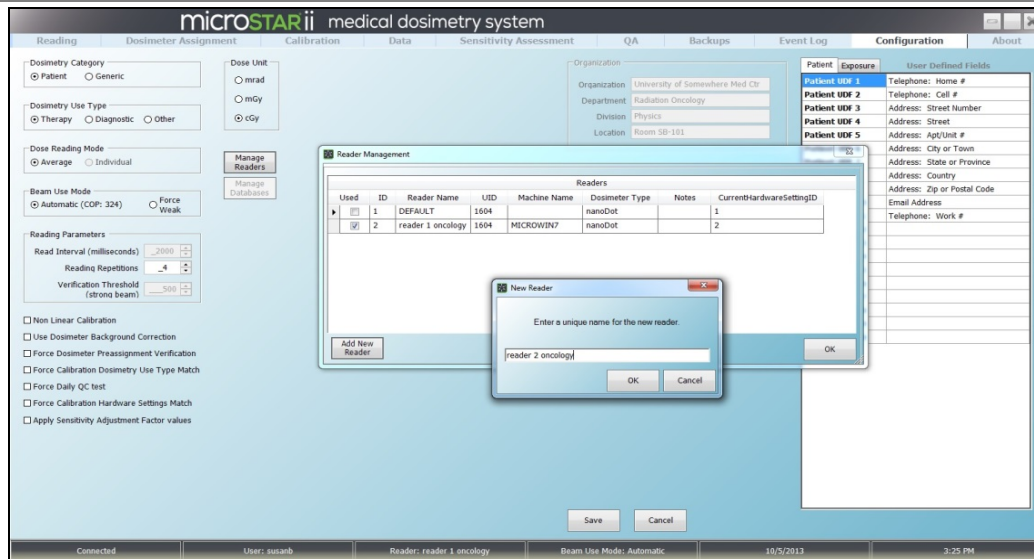 microSTARii medical dosimetry system
Reading Dosimeter Assignment Calibration Data Sensitivity Assessment QA Backups Event Log Configuration About
Dosimetry Category
Patient Generic
Dosimetry Use Type
Therapy Diagnostic Other
Dose Reading Mode
Average Individual
Beam Use Mode
Automatic (COP: 324) Force Weak
Reading Parameters
Read Interval (milliseconds) _2000
Reading Repetitions _4
Verification Threshold (strong beam) ___500
Non Linear Calibration
Use Dosimeter Background Correction
Force Dosimeter Preassignment Verification
Force Calibration Dosimetry Use Type Match
Force Daily QC test
Force Calibration Hardware Settings Match
Apply Sensitivity Adjustment Factor values
Dose Unit
mrad
mGy
cGy
Manage Readers
Manage Databases
Organization
Organization University of Somewhere Med Ctr
Department Radiation Oncology
Division Physics
Location Room SB-101
Patient Exposure User Defined Fields
Patient UDF 1 Telephone: Home #
Patient UDF 2 Telephone: Cell #
Patient UDF 3 Address: Street Number
Patient UDF 4 Address: Street
Patient UDF 5 Address: Apt/Unit #
Address: City or Town
Address: State or Province
Address: Country
Address: Zip or Postal Code
Email Address
Telephone: Work #
Reader Management
Readers
Used ID Reader Name UID Machine Name Dosimeter Type Notes CurrentHardwareSettingID
1 DEFAULT 1604 nanoDot 1
2 reader 1 oncology 1604 MICROWIN7 nanoDot 2
Add New Reader
OK
New Reader
Enter a unique name for the new reader.
reader 2 oncology
OK Cancel
Save Cancel
Connected User: susanb Reader: reader 1 oncology Beam Use Mode: Automatic 10/5/2013 3:25 PM